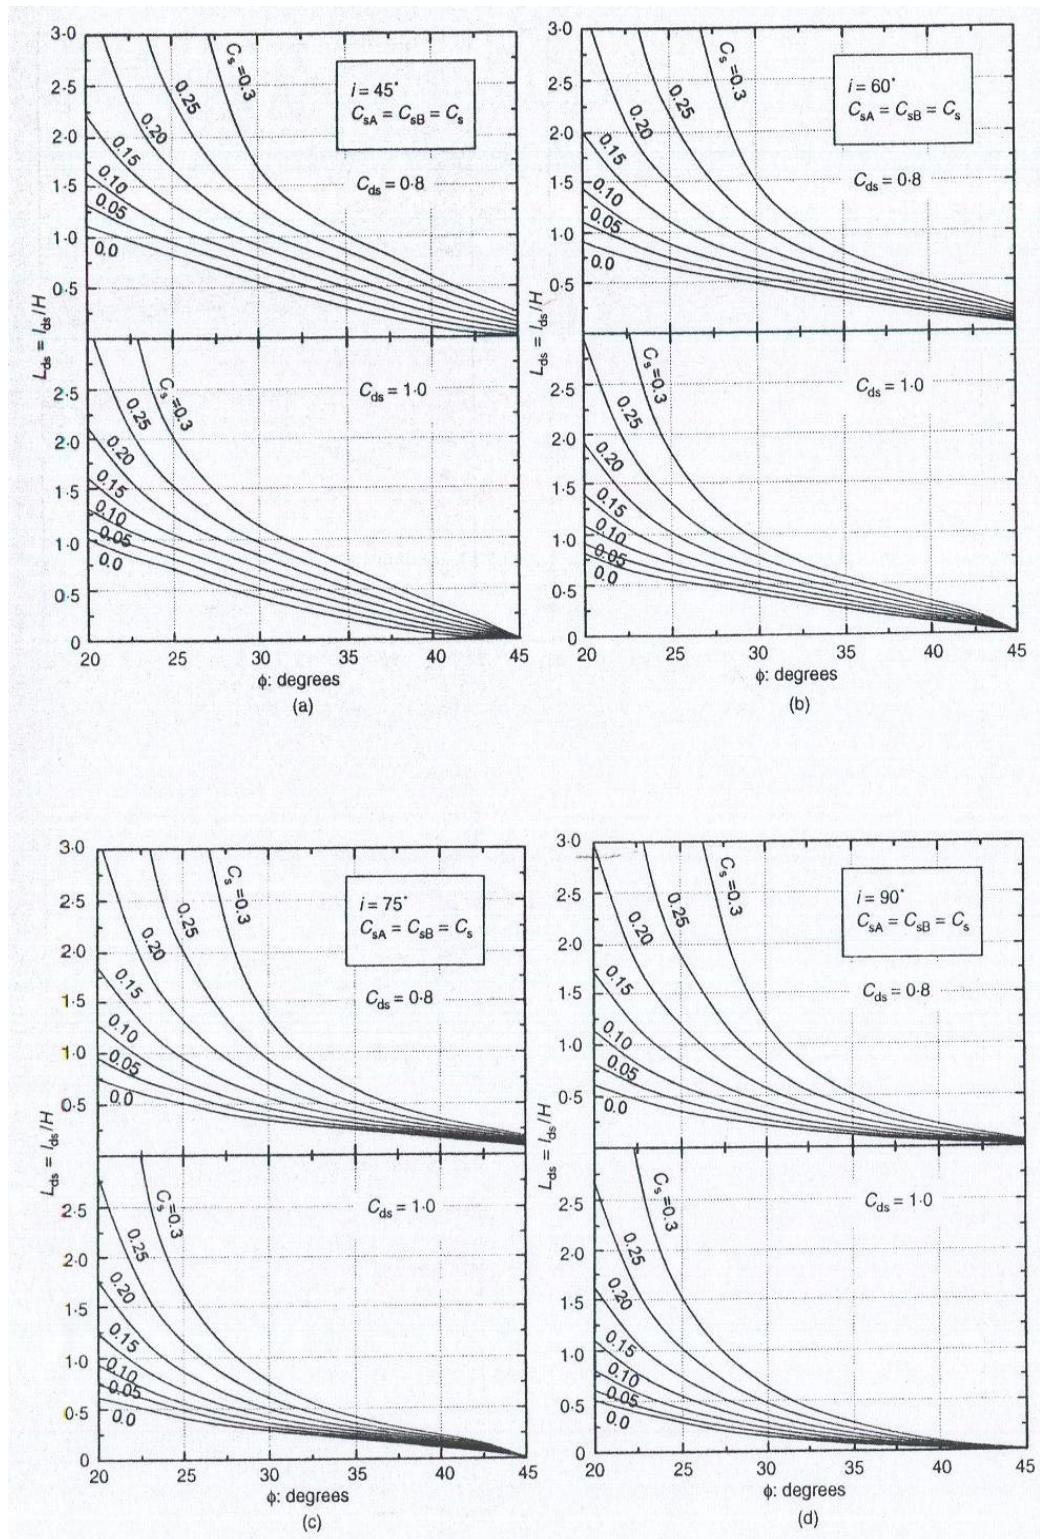 3·0
2·5
2·0
1·5
1·0
0·5
Cs =0.3
0.25
0.20
0.15
0.10
0.05
0.0
i = 45°
CsA = CsB = Cs
Cds = 0·8
Lds = lds/H
2·5
2·0
1·5
1·0
0·5
0
Cs =0.3
0.25
0.20
0.15
0.10
0.05
0.0
Cds = 1·0
20 25 30 35 40 45
ϕ: degrees
(a)
3·0
2·5
2·0
1·5
1·0
0·5
Cs =0.3
0.25
0.20
0.15
0.10
0.05
0.0
i = 60°
CsA = CsB = Cs
Cds = 0·8
Lds = lds/H
2·5
2·0
1·5
1·0
0·5
0
Cs =0.3
0.25
0.20
0.15
0.10
0.05
0.0
Cds = 1·0
20 25 30 35 40 45
ϕ: degrees
(b)
3·0
2·5
2·0
1·5
1·0
0·5
Cs =0.3
0.25
0.20
0.15
0.10
0.05
0.0
i = 75°
CsA = CsB = Cs
Cds = 0·8
Lds = lds/H
2·5
2·0
1·5
1·0
0·5
0
Cs =0.3
0.25
0.20
0.15
0.10
0.05
0.0
Cds = 1·0
20 25 30 35 40 45
ϕ: degrees
(c)
3·0
2·5
2·0
1·5
1·0
0·5
Cs =0.3
0.25
0.20
0.15
0.10
0.05
0.0
i = 90°
CsA = CsB = Cs
Cds = 0·8
Lds = lds/H
2·5
2·0
1·5
1·0
0·5
0
Cs =0.3
0.25
0.20
0.15
0.10
0.05
0.0
Cds = 1·0
20 25 30 35 40 45
ϕ: degrees
(d)